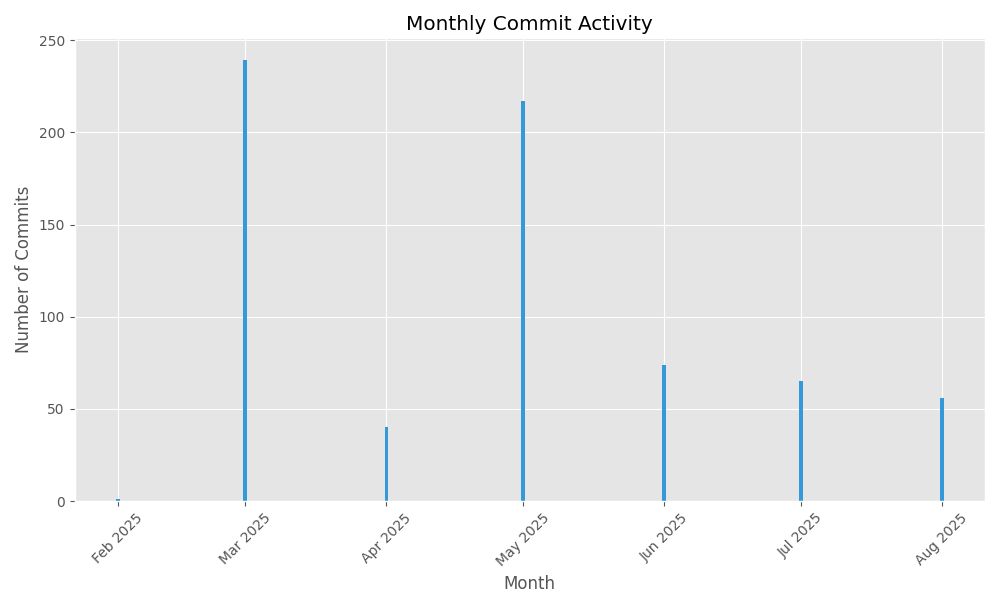 Monthly Commit Activity
Number of Commits
250
200
150
100
50
0
Feb 2025
Mar 2025
Apr 2025
May 2025
Jun 2025
Jul 2025
Aug 2025
Month